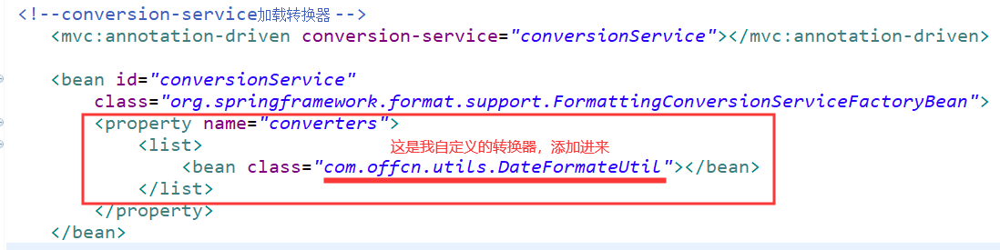 <!--conversion-service加载转换器 -->
<mvc:annotation-driven conversion-service="conversionService"></mvc:annotation-driven>
<bean id="conversionService"
class="org.springframework.format.support.FormattingConversionServiceFactoryBean">
<property name="converters">
<list>
这是我自定义的转换器，添加进来
<bean class="com.offcn.utils.DateFormateUtil"></bean>
</list>
</property>
</bean>